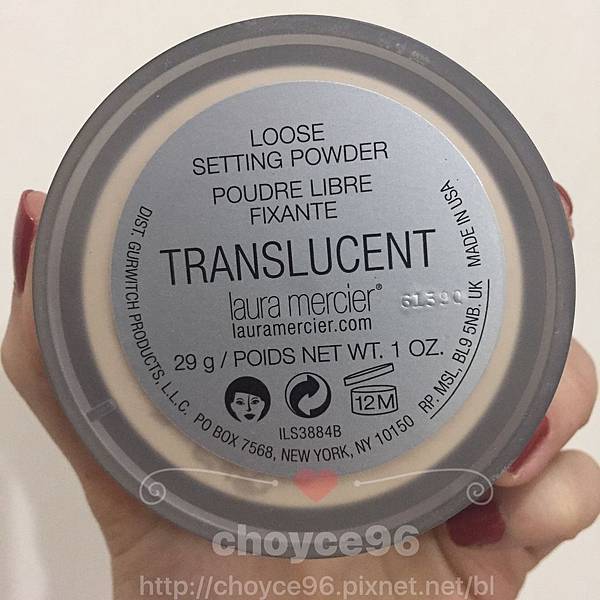 LOOSE
SETTING POWDER
POUDRE LIBRE
FIXANTE
TRANSLUCENT
laura mercier®
lauramercier.com
29 g / POIDS NET WT. 1 OZ.
12M
ILS3884B
DIST. GURWITCH PRODUCTS, L.L.C. PO BOX 7568, NEW YORK, NY 10150
RP. MSL, BL9 5NB. UK
MADE IN USA
choyce96
http://choyce96.pixnet.net/bl